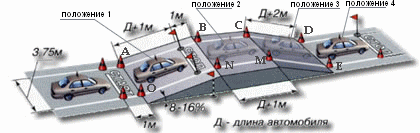 положение 1
положение 2
положение 3
положение 4
Д+1м
1м
B
C
Д+2м
D
A
3 75м
O
N
M
E
8-16%
1м
Д+1м
Д - длина автомобиля